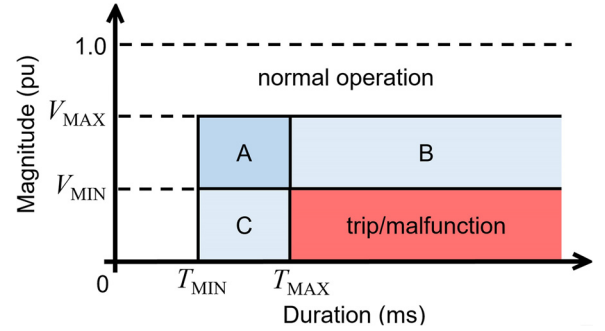 1.0
normal operation
Magnitude (pu)
V_MAX
A
B
V_MIN
C
trip/malfunction
0
T_MIN
T_MAX
Duration (ms)